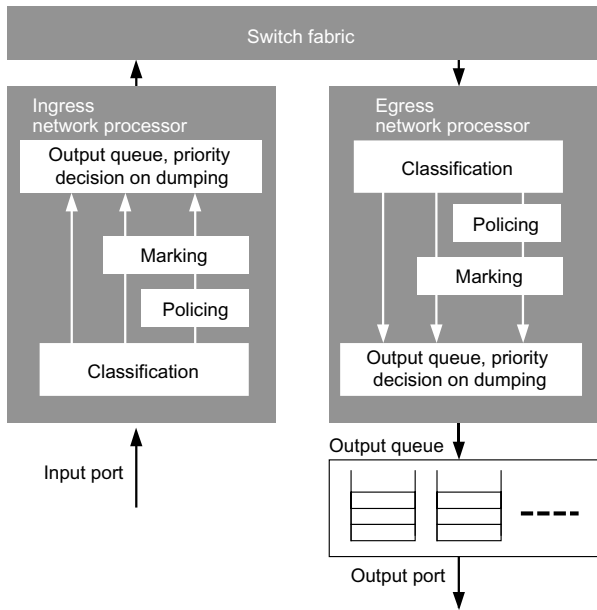 Switch fabric
Ingress
network processor
Output queue, priority
decision on dumping
Marking
Policing
Classification
Input port
Egress
network processor
Classification
Policing
Marking
Output queue, priority
decision on dumping
Output queue
Output port